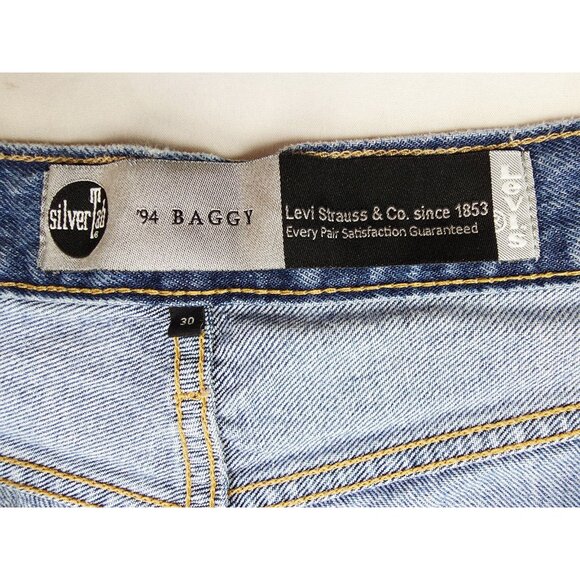 silverTab
'94 BAGGY
Levi Strauss & Co. since 1853
Every Pair Satisfaction Guaranteed
LEVI'S
®
30